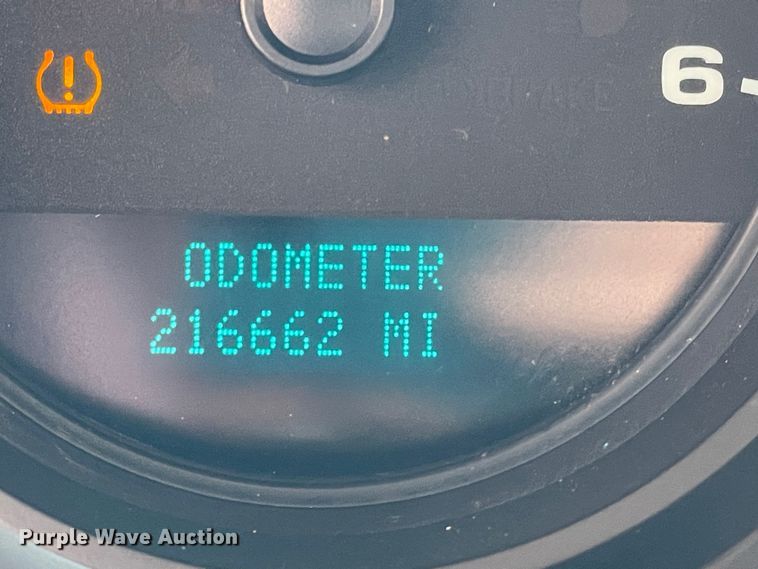 6
ODOMETER
216662 MI
Purple Wave Auction